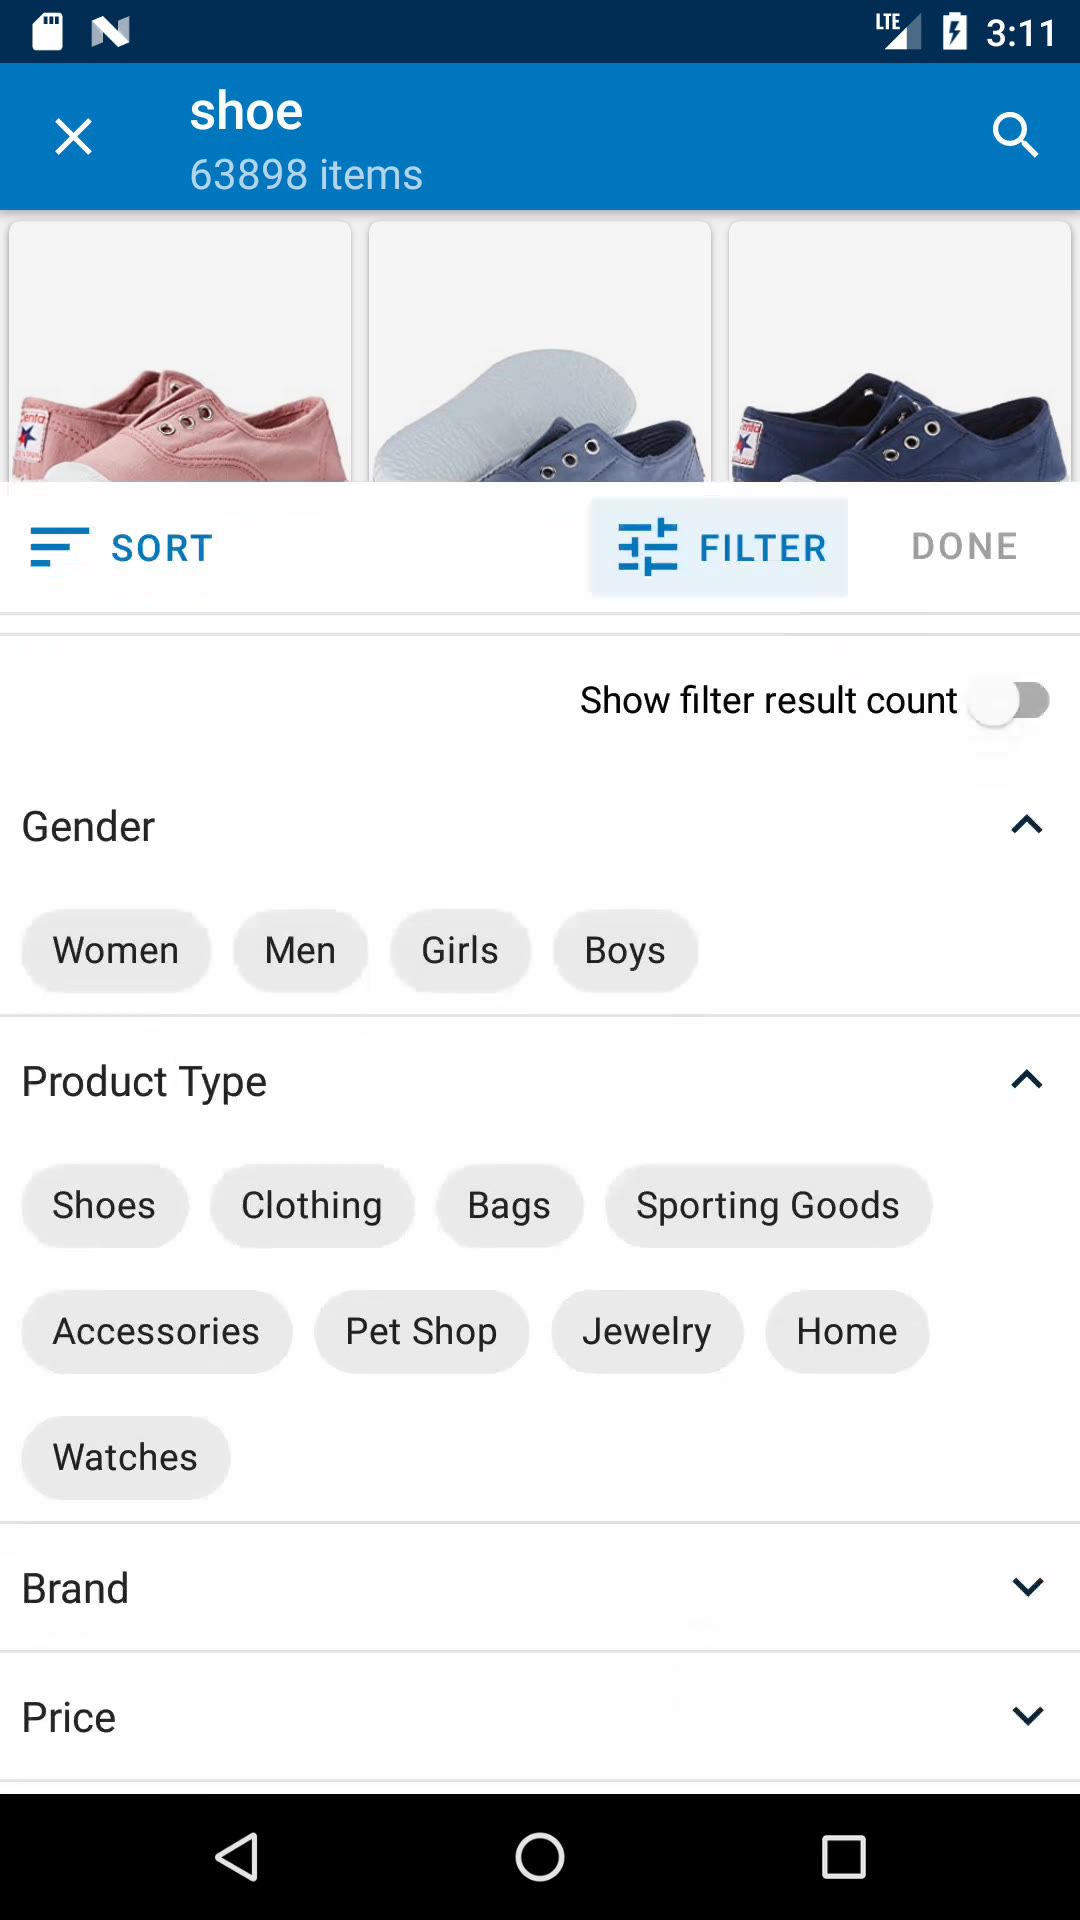 LTE 3:11
shoe
63898 items
SORT FILTER DONE
Show filter result count
Gender
Women Men Girls Boys
Product Type
Shoes Clothing Bags Sporting Goods
Accessories Pet Shop Jewelry Home
Watches
Brand
Price